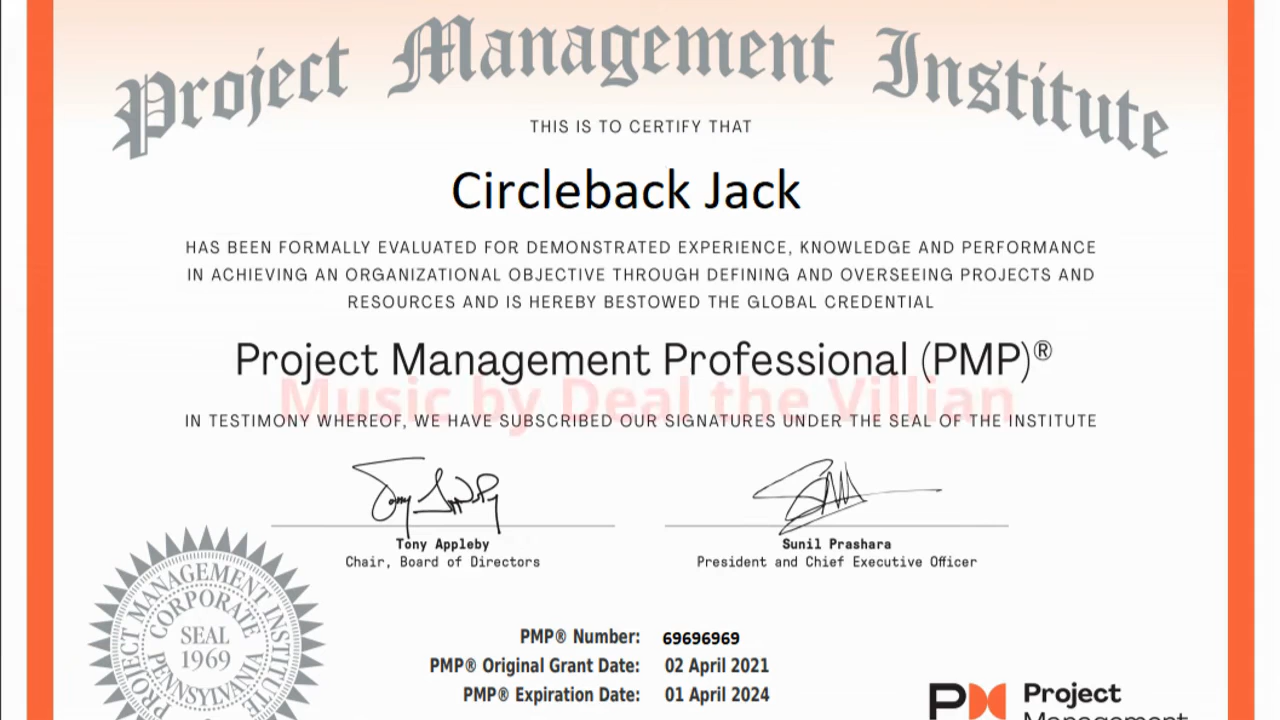 Project Management Institute
THIS IS TO CERTIFY THAT
Circleback Jack
HAS BEEN FORMALLY EVALUATED FOR DEMONSTRATED EXPERIENCE, KNOWLEDGE AND PERFORMANCE
IN ACHIEVING AN ORGANIZATIONAL OBJECTIVE THROUGH DEFINING AND OVERSEEING PROJECTS AND
RESOURCES AND IS HEREBY BESTOWED THE GLOBAL CREDENTIAL
Project Management Professional (PMP)®
Music by Deal the Villian
IN TESTIMONY WHEREOF, WE HAVE SUBSCRIBED OUR SIGNATURES UNDER THE SEAL OF THE INSTITUTE
Tony Appleby
Chair, Board of Directors
Sunil Prashara
President and Chief Executive Officer
PROJECT MANAGEMENT INSTITUTE
CORPORATE
SEAL
1969
PENNSYLVANIA
PMP® Number: 69696969
PMP® Original Grant Date: 02 April 2021
PMP® Expiration Date: 01 April 2024
Project
Management